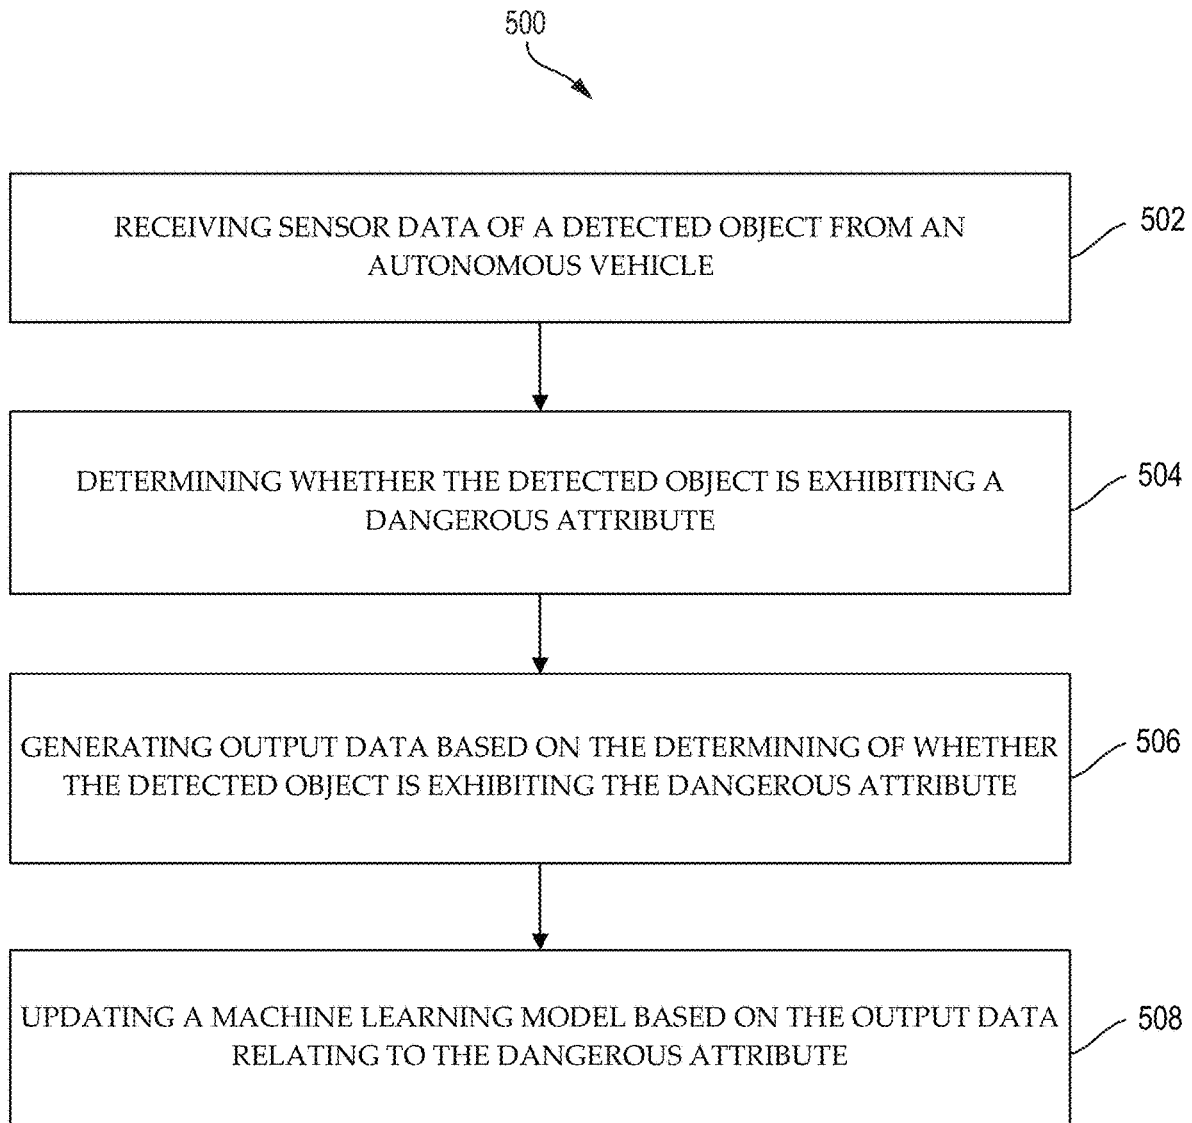 500
RECEIVING SENSOR DATA OF A DETECTED OBJECT FROM AN
AUTONOMOUS VEHICLE
502
DETERMINING WHETHER THE DETECTED OBJECT IS EXHIBITING A
DANGEROUS ATTRIBUTE
504
GENERATING OUTPUT DATA BASED ON THE DETERMINING OF WHETHER
THE DETECTED OBJECT IS EXHIBITING THE DANGEROUS ATTRIBUTE
506
UPDATING A MACHINE LEARNING MODEL BASED ON THE OUTPUT DATA
RELATING TO THE DANGEROUS ATTRIBUTE
508